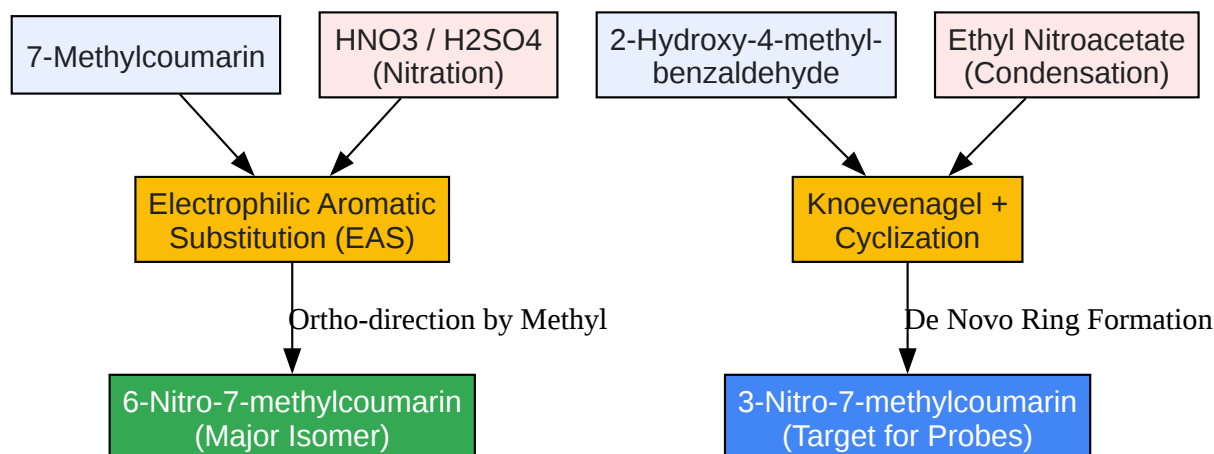 7-Methylcoumarin
HNO3 / H2SO4
(Nitration)
2-Hydroxy-4-methyl-
benzaldehyde
Ethyl Nitroacetate
(Condensation)
Electrophilic Aromatic
Substitution (EAS)
Knoevenagel +
Cyclization
Ortho-direction by Methyl
De Novo Ring Formation
6-Nitro-7-methylcoumarin
(Major Isomer)
3-Nitro-7-methylcoumarin
(Target for Probes)